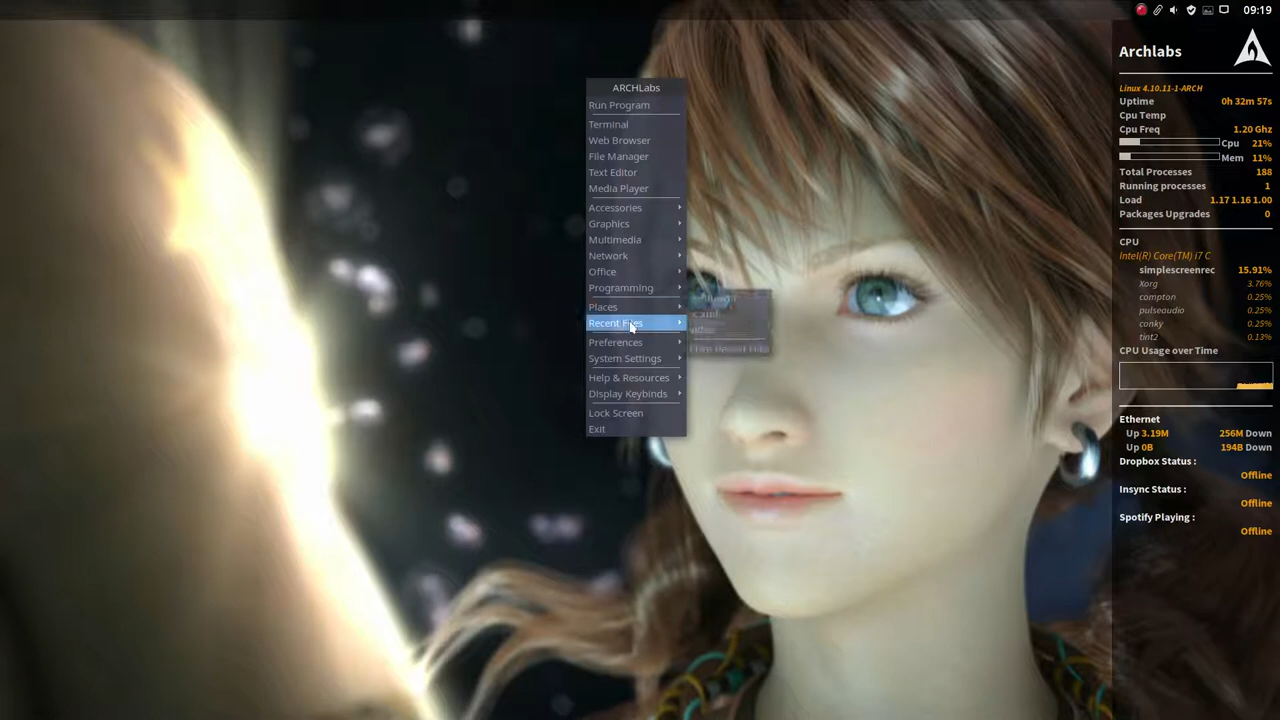 09:19
ARCHLabs
Run Program
Terminal
Web Browser
File Manager
Text Editor
Media Player
Accessories
Graphics
Multimedia
Network
Office
Programming
Places
Recent Files
Preferences
System Settings
Help & Resources
Display Keybinds
Lock Screen
Exit
Archlabs
Linux 4.10.11-1-ARCH
Uptime 0h 32m 57s
Cpu Temp
Cpu Freq 1.20 Ghz
Cpu 21%
Mem 11%
Total Processes 188
Running processes 1
Load 1.17 1.16 1.00
Packages Upgrades 0
CPU
Intel(R) Core(TM) i7 C
simplescreenrec 15.91%
Xorg 3.76%
compton 0.25%
pulseaudio 0.25%
conky 0.25%
tint2 0.13%
CPU Usage over Time
Ethernet
Up 3.19M 256M Down
Up 0B 194B Down
Dropbox Status :
Offline
Insync Status :
Offline
Spotify Playing :
Offline